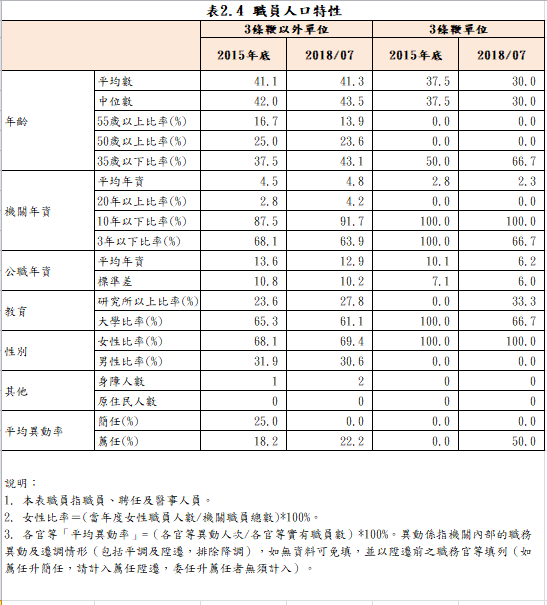 表2.4 職員人口特性
3條鞭以外單位 3條鞭單位
2015年底 2018/07 2015年底 2018/07
年齡
平均數 41.1 41.3 37.5 30.0
中位數 42.0 43.5 37.5 30.0
55歲以上比率(%) 16.7 13.9 0.0 0.0
50歲以上比率(%) 25.0 23.6 0.0 0.0
35歲以下比率(%) 37.5 43.1 50.0 66.7
機關年資
平均年資 4.5 4.8 2.8 2.3
20年以上比率(%) 2.8 4.2 0.0 0.0
10年以下比率(%) 87.5 91.7 100.0 100.0
3年以下比率(%) 68.1 63.9 100.0 66.7
公職年資
平均年資 13.6 12.9 10.1 6.2
標準差 10.8 10.2 7.1 6.0
教育
研究所以上比率(%) 23.6 27.8 0.0 33.3
大學比率(%) 65.3 61.1 100.0 66.7
性別
女性比率(%) 68.1 69.4 100.0 100.0
男性比率(%) 31.9 30.6 0.0 0.0
其他
身障人數 1 2 0 0
原住民人數 0 0 0 0
平均異動率
簡任(%) 25.0 0.0 0.0 0.0
薦任(%) 18.2 22.2 0.0 50.0
說明：
1. 本表職員指職員、聘任及醫事人員。
2. 女性比率＝(當年度女性職員人數/機關職員總數)*100%。
3. 各官等「平均異動率」=（各官等異動人次/各官等實有職員數）*100%。異動係指機關內部的職務
異動及遷調情形（包括平調及陞遷，排除降調），如無資料可免填，並以陞遷前之職務官等填列（如
薦任升簡任，請計入薦任陞遷，委任升薦任者無須計入）。